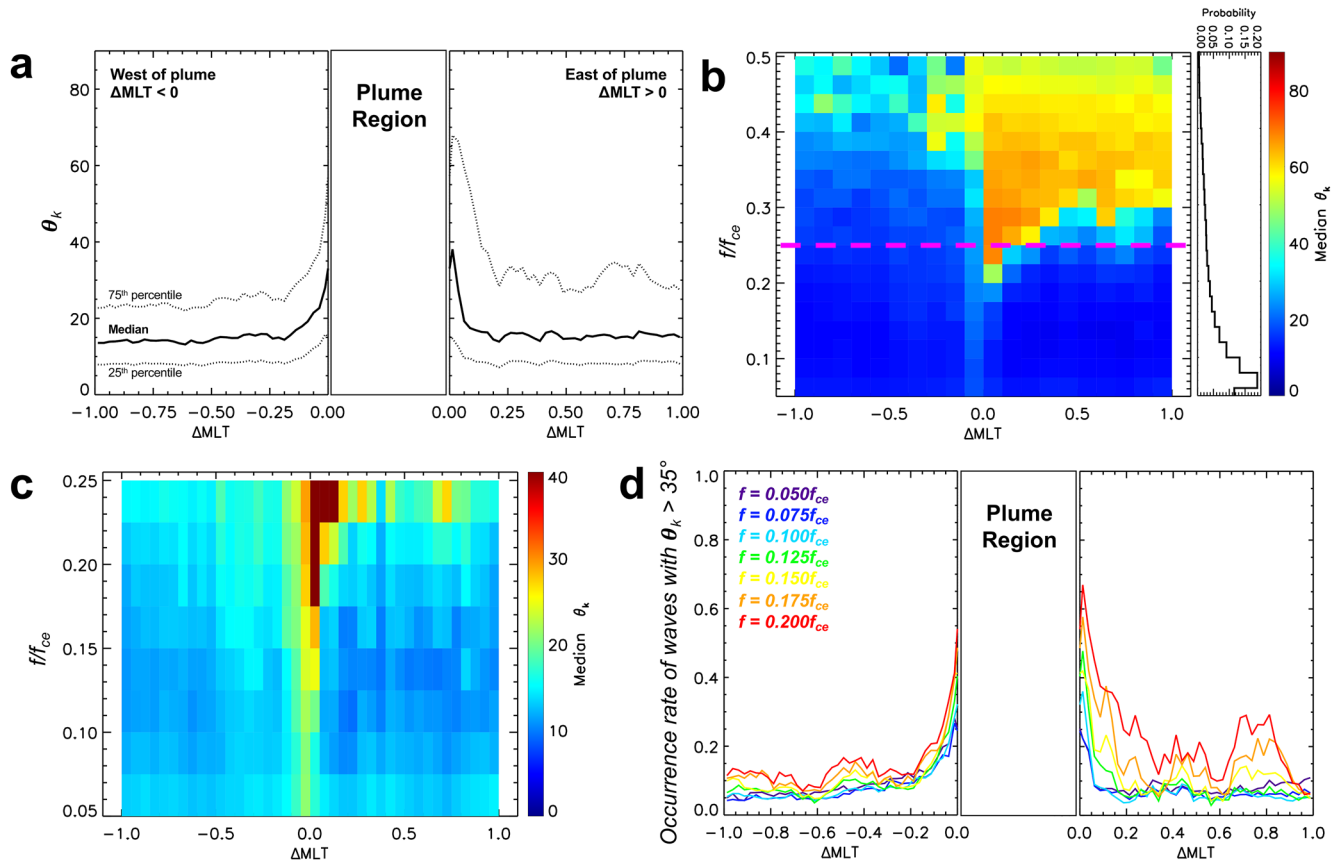 a
West of plume
ΔMLT < 0
Plume
Region
East of plume
ΔMLT > 0
75th percentile
Median
25th percentile
θk
80
60
40
20
0
−1.00 −0.75 −0.50 −0.25 0.00
0.00 0.25 0.50 0.75 1.00
ΔMLT
ΔMLT
b
Probability
0.00
0.05
0.10
0.15
0.20
f/fce
0.5
0.4
0.3
0.2
0.1
−1.0 −0.5 0.0 0.5 1.0
ΔMLT
80
60
40
20
0
Median θk
c
f/fce
0.25
0.20
0.15
0.10
0.05
−1.0 −0.5 0.0 0.5 1.0
ΔMLT
40
30
20
10
0
Median θk
d
Occurrence rate of waves with θk > 35°
1.0
0.8
0.6
0.4
0.2
0.0
f = 0.050fce
f = 0.075fce
f = 0.100fce
f = 0.125fce
f = 0.150fce
f = 0.175fce
f = 0.200fce
Plume
Region
−1.0 −0.8 −0.6 −0.4 −0.2 0.0
0.0 0.2 0.4 0.6 0.8 1.0
ΔMLT
ΔMLT